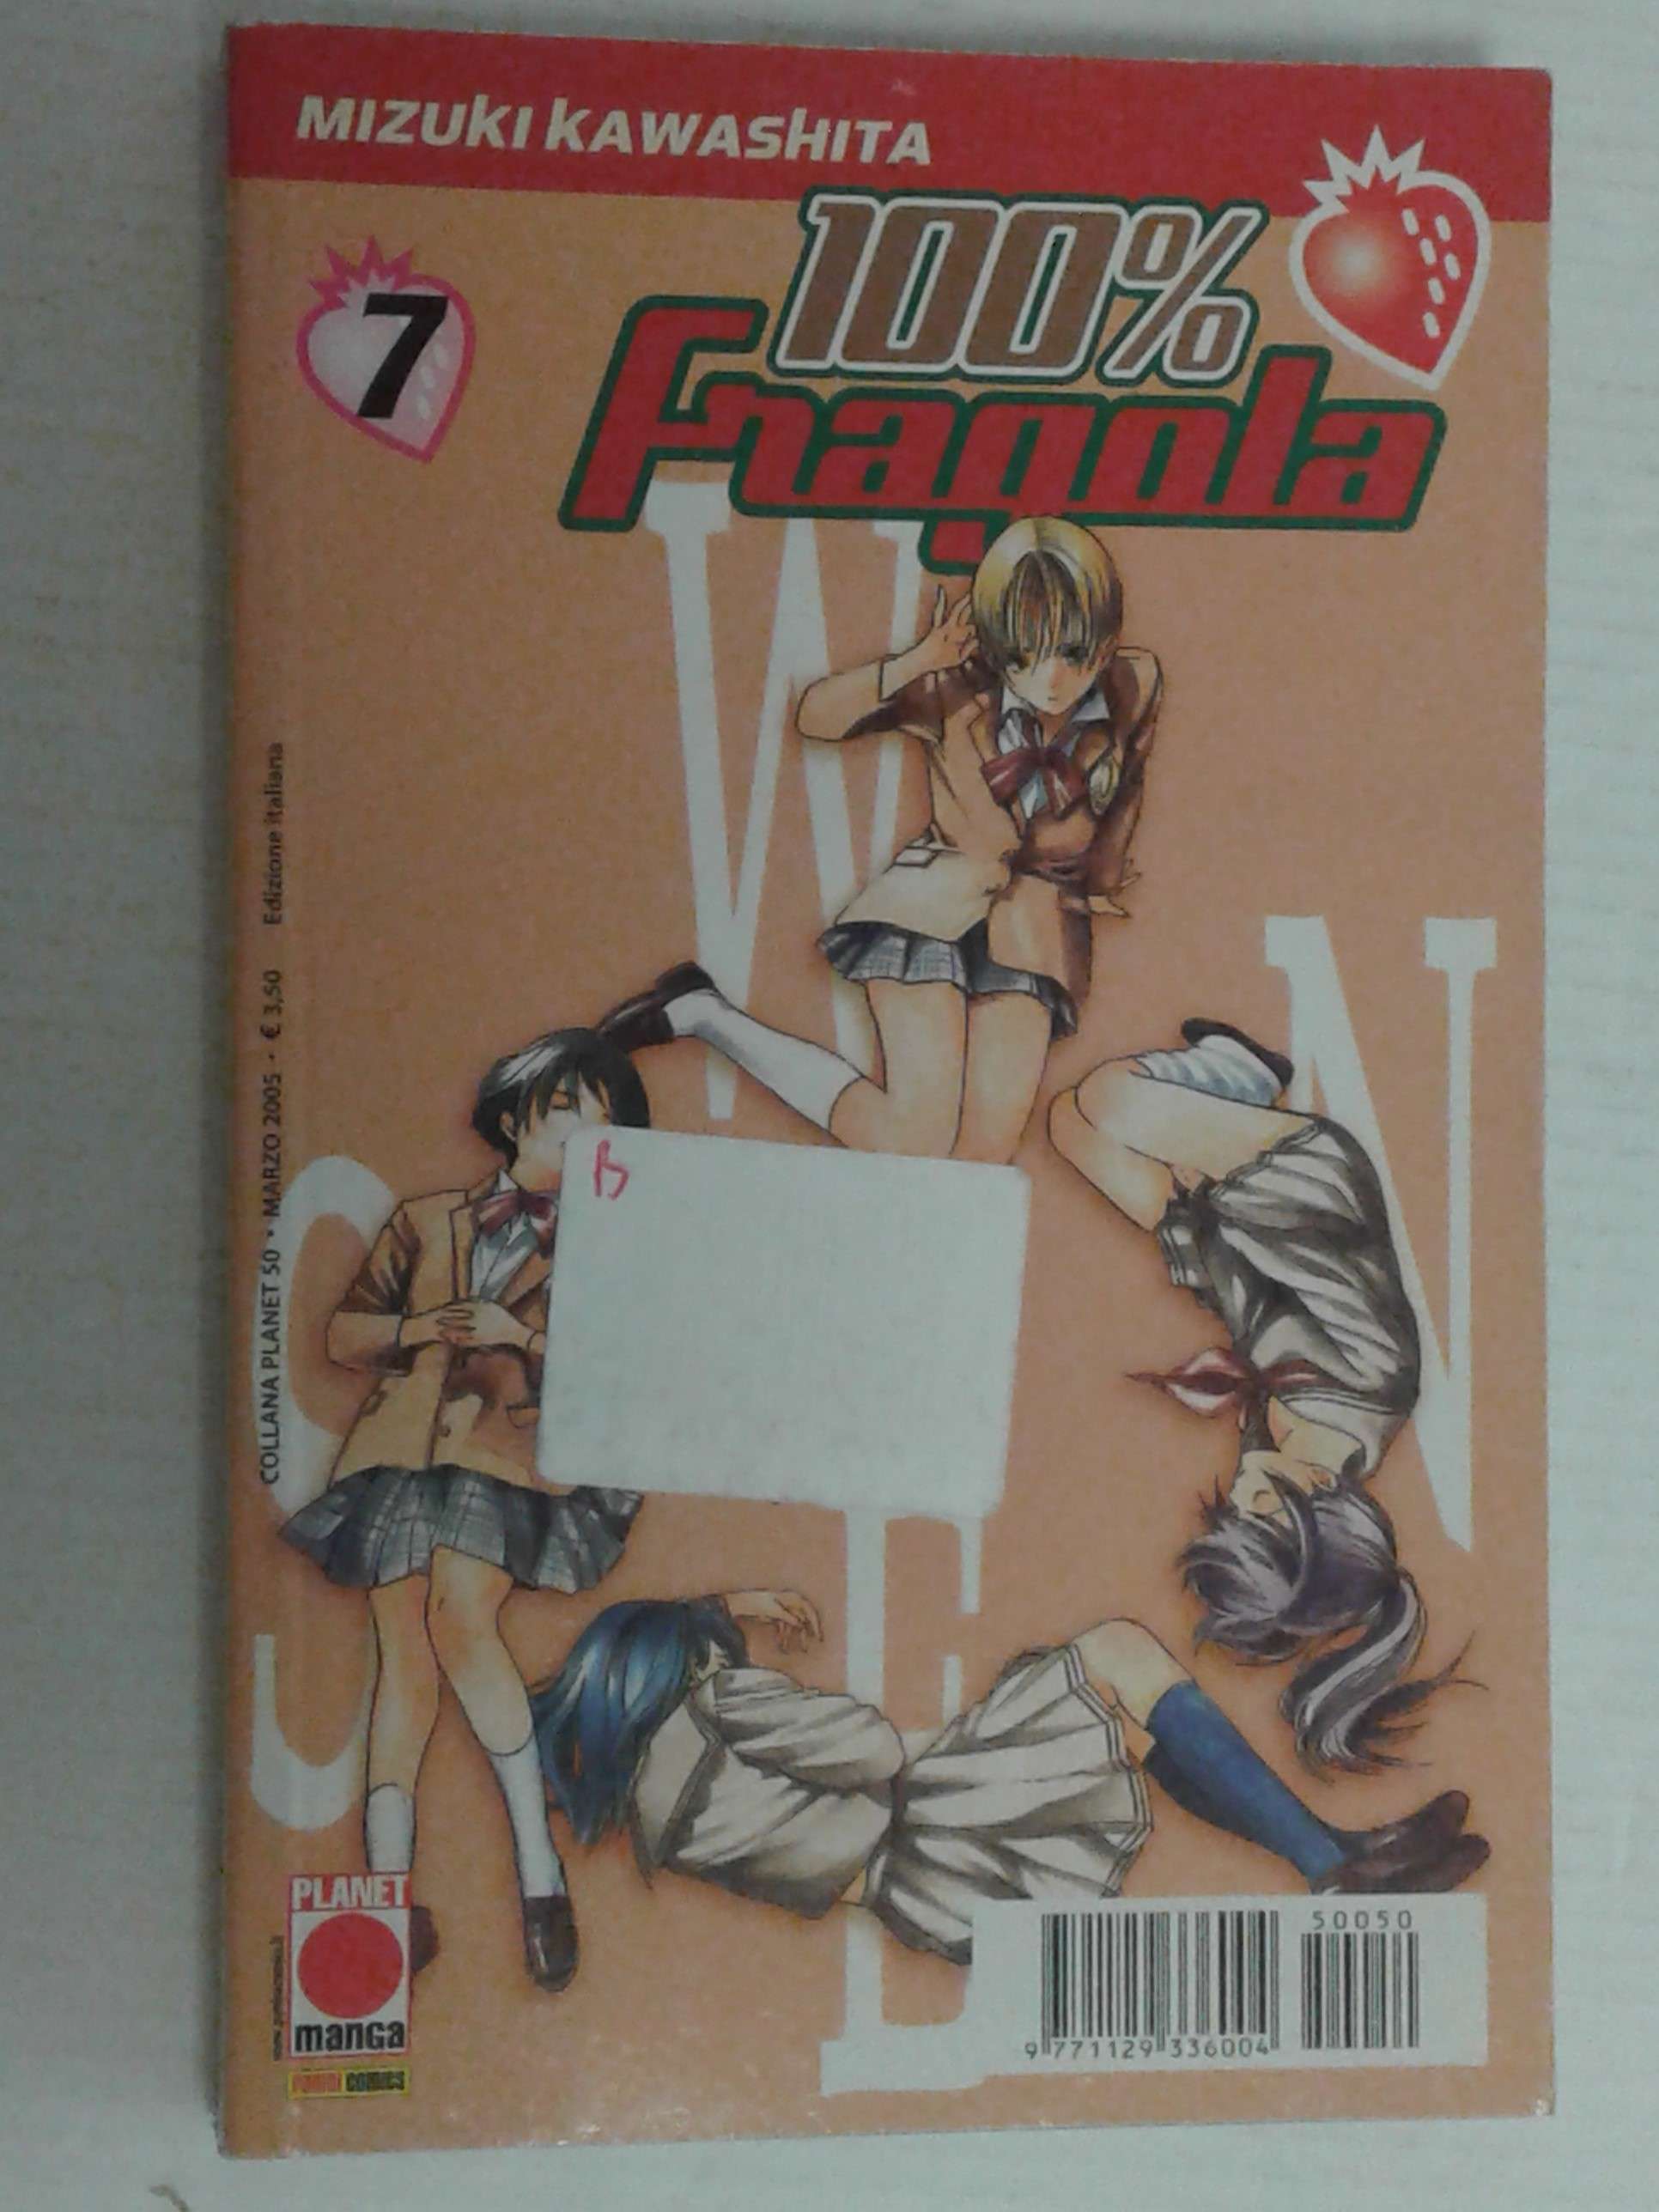 MIZUKI KAWASHITA
100%
Fragola
7
W
N
S
E
COLLANA PLANET 50 • MARZO 2005 • € 3,50 Edizione italiana
B
PLANET
manga
PANINI COMICS
50050
9 771129 336004